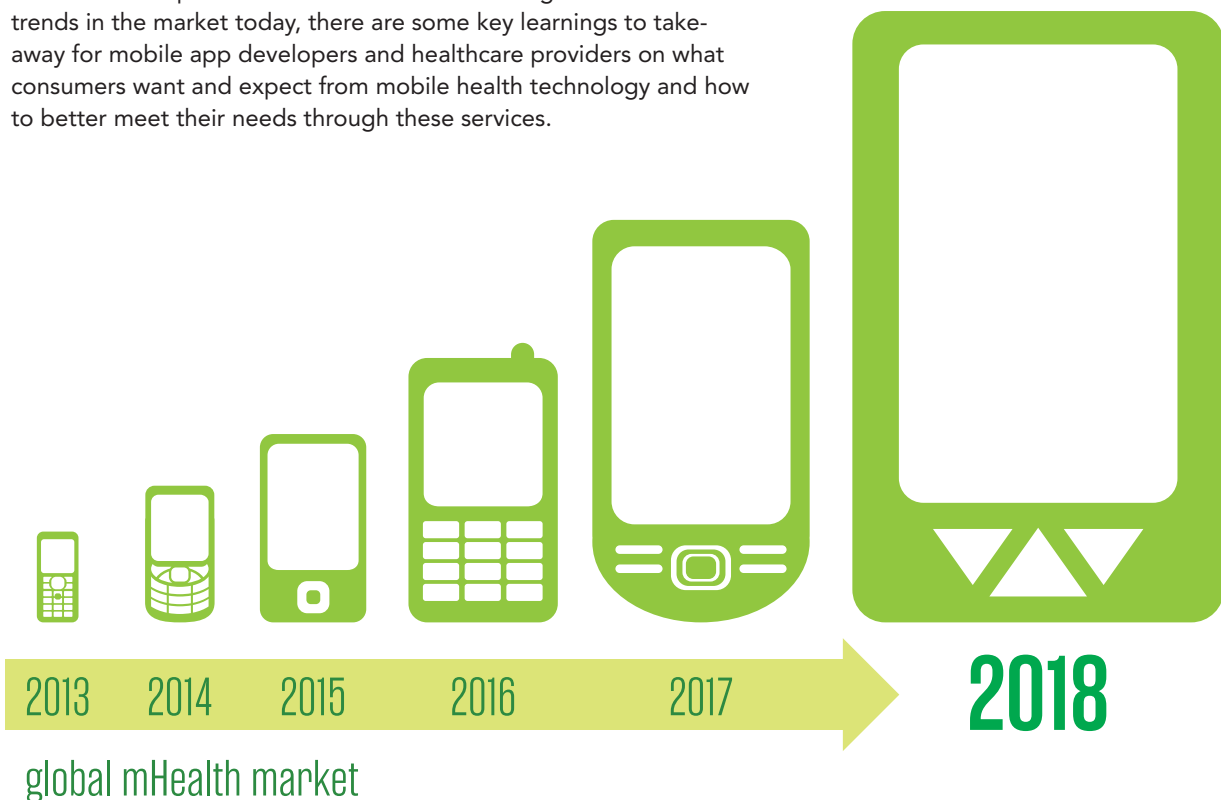 trends in the market today, there are some key learnings to take-
away for mobile app developers and healthcare providers on what
consumers want and expect from mobile health technology and how
to better meet their needs through these services.
2013 2014 2015 2016 2017 2018
global mHealth market